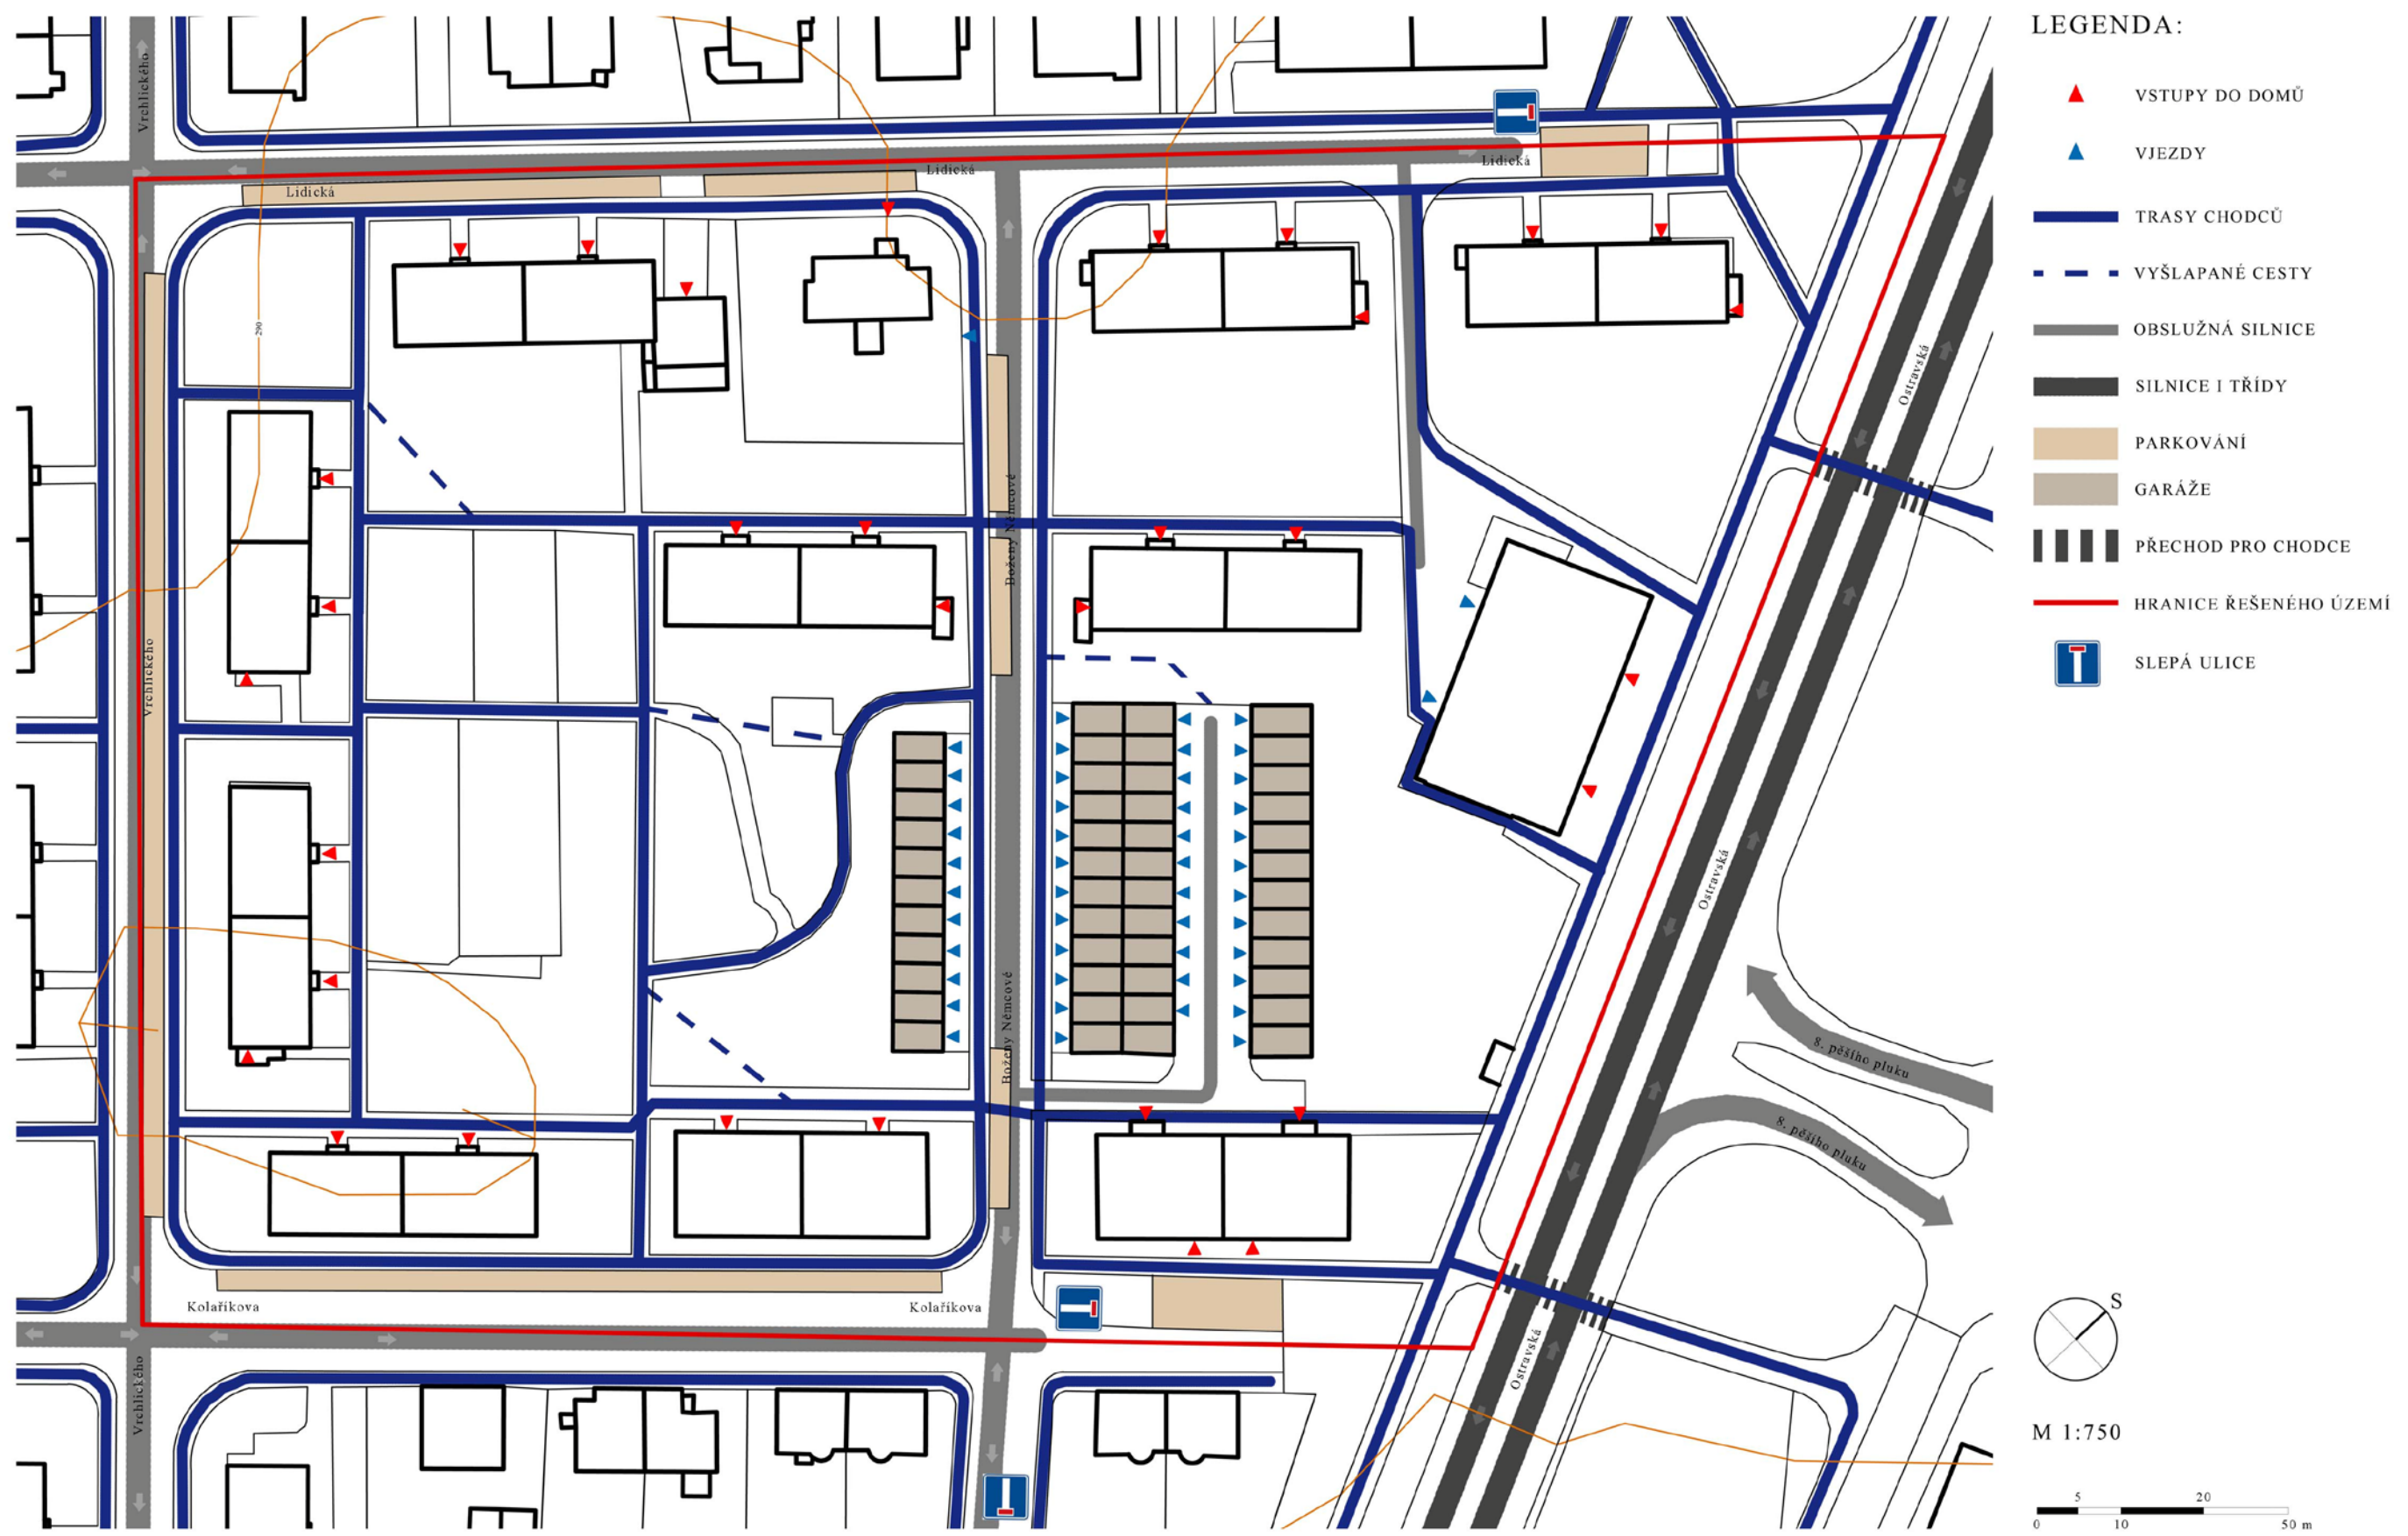 LEGENDA:
VSTUPY DO DOMŮ
VJEZDY
TRASY CHODCŮ
VYŠLAPANÉ CESTY
OBSLUŽNÁ SILNICE
SILNICE I TŘÍDY
PARKOVÁNÍ
GARÁŽE
PŘECHOD PRO CHODCE
HRANICE ŘEŠENÉHO ÚZEMÍ
SLEPÁ ULICE
Vrchlického
Lidická
Lidická
Lidická
290
Ostravská
Boženy Němcové
Vrchlického
Ostravská
Boženy Němcové
8. pěšího pluku
8. pěšího pluku
Kolaříkova
Kolaříkova
Ostravská
Vrchlického
S
M 1:750
5
20
0
10
50 m